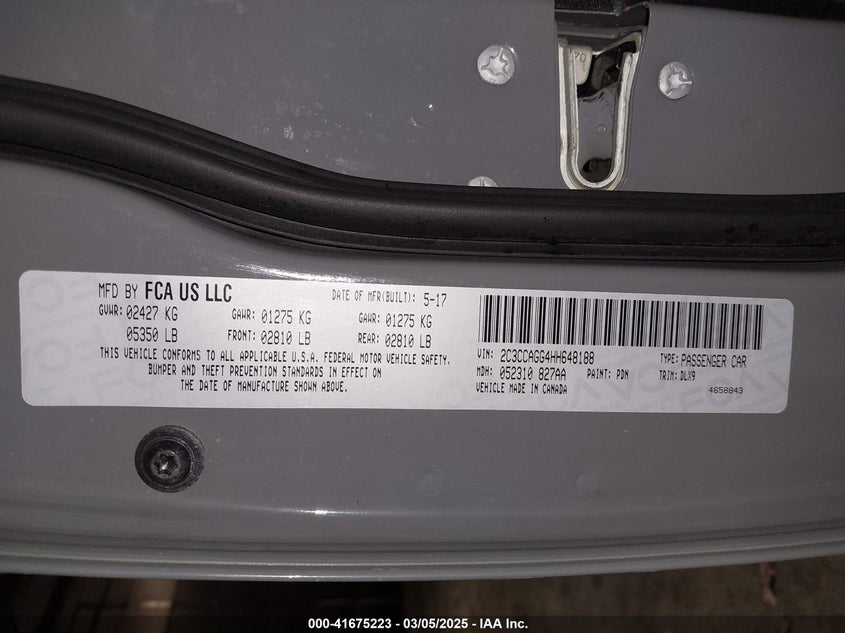 70
MFD BY FCA US LLC DATE OF MFR(BUILT): 5-17
GVWR: 02427 KG GAWR: 01275 KG GAWR: 01275 KG
05350 LB FRONT: 02810 LB REAR: 02810 LB
THIS VEHICLE CONFORMS TO ALL APPLICABLE U.S.A. FEDERAL MOTOR VEHICLE SAFETY,
BUMPER AND THEFT PREVENTION STANDARDS IN EFFECT ON
THE DATE OF MANUFACTURE SHOWN ABOVE.
VIN: 2C3CCAGG4HH648188 TYPE: PASSENGER CAR
MDH: 052310 827AA PAINT: PDN TRIM: DLX9
VEHICLE MADE IN CANADA 4658843
000-41675223 - 03/05/2025 - IAA Inc.